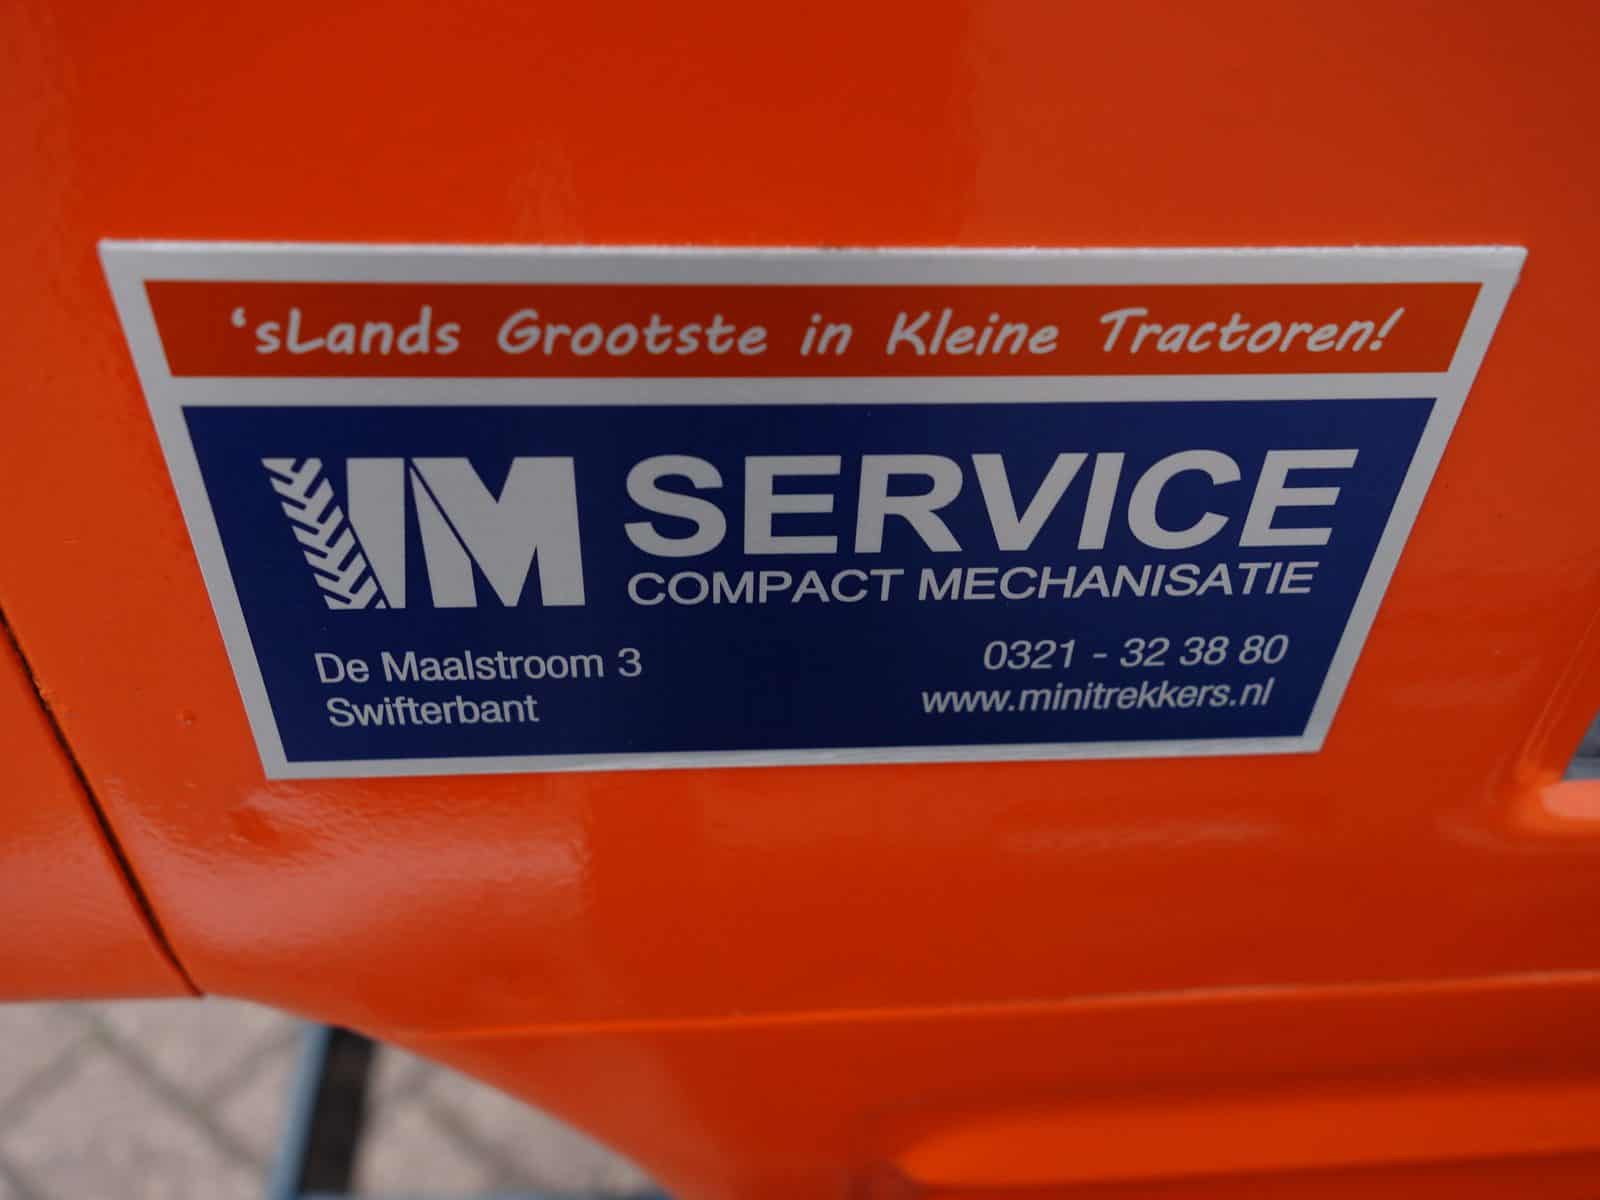 ‘sLands Grootste in Kleine Tractoren!
VM SERVICE
COMPACT MECHANISATIE
De Maalstroom 3
Swifterbant
0321 - 32 38 80
www.minitrekkers.nl